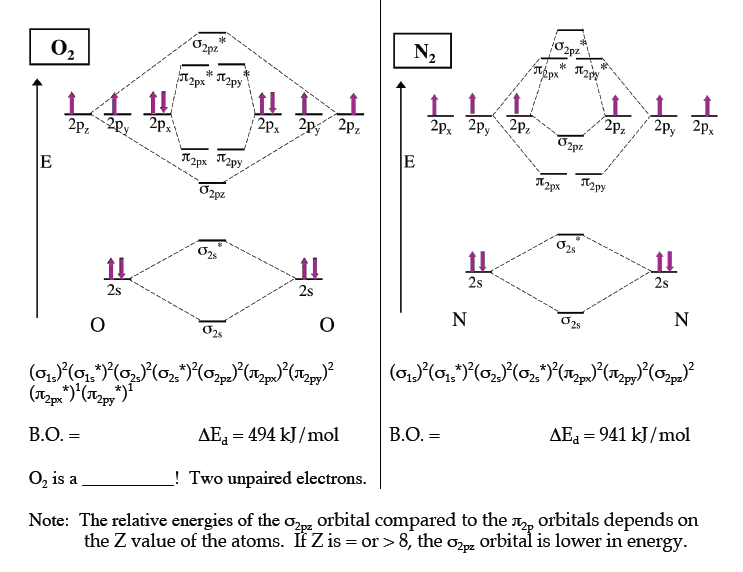 O₂
σ₂pz*
π₂px* π₂py*
2pz 2py 2px 2px 2py 2pz
E
π₂px π₂py
σ₂pz
σ₂s*
2s 2s
O O
σ₂s
(σ₁s)²(σ₁s*)²(σ₂s)²(σ₂s*)²(σ₂pz)²(π₂px)²(π₂py)²
(π₂px*)¹(π₂py*)¹
B.O. = ΔEd = 494 kJ/mol
O₂ is a __________! Two unpaired electrons.
N₂
σ₂pz*
π₂px* π₂py*
2px 2py 2pz 2pz 2py 2px
σ₂pz
E
π₂px π₂py
σ₂s*
2s 2s
N N
σ₂s
(σ₁s)²(σ₁s*)²(σ₂s)²(σ₂s*)²(π₂px)²(π₂py)²(σ₂pz)²
B.O. = ΔEd = 941 kJ/mol
Note: The relative energies of the σ₂pz orbital compared to the π₂p orbitals depends on
the Z value of the atoms. If Z is = or > 8, the σ₂pz orbital is lower in energy.